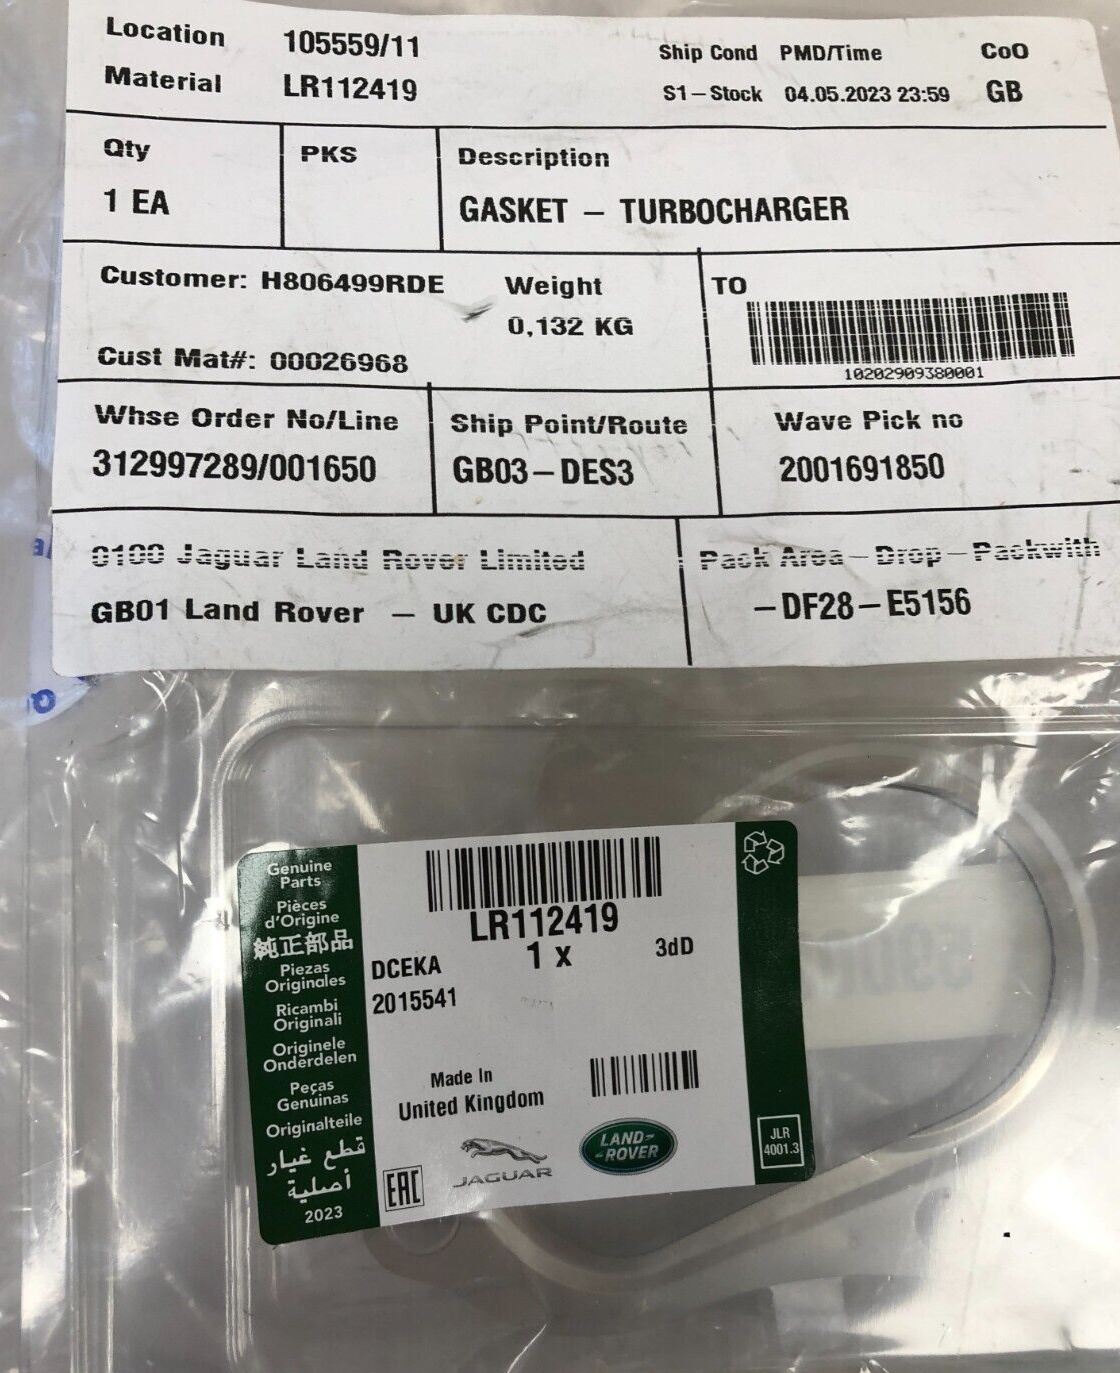 Location 105559/11
Material LR112419
Ship Cond PMD/Time CoO
S1-Stock 04.05.2023 23:59 GB
Qty
1 EA
PKS
Description
GASKET - TURBOCHARGER
Customer: H806499RDE
Cust Mat#: 00026968
Weight
0,132 KG
TO
10202909380001
Whse Order No/Line
312997289/001650
Ship Point/Route
GB03-DES3
Wave Pick no
2001691850
0100 Jaguar Land Rover Limited
GB01 Land Rover - UK CDC
Pack Area-Drop-Packwith
-DF28-E5156
Genuine
Parts
Pièces
d'Origine
純正部品
Piezas
Originales
Ricambi
Originali
Originele
Onderdelen
Peças
Genuínas
Originalteile
قطع غيار
أصلية
2023
LR112419
1 x 3dD
DCEKA
2015541
Made In
United Kingdom
EAC
JAGUAR
LAND-
-ROVER
JLR
4001.3